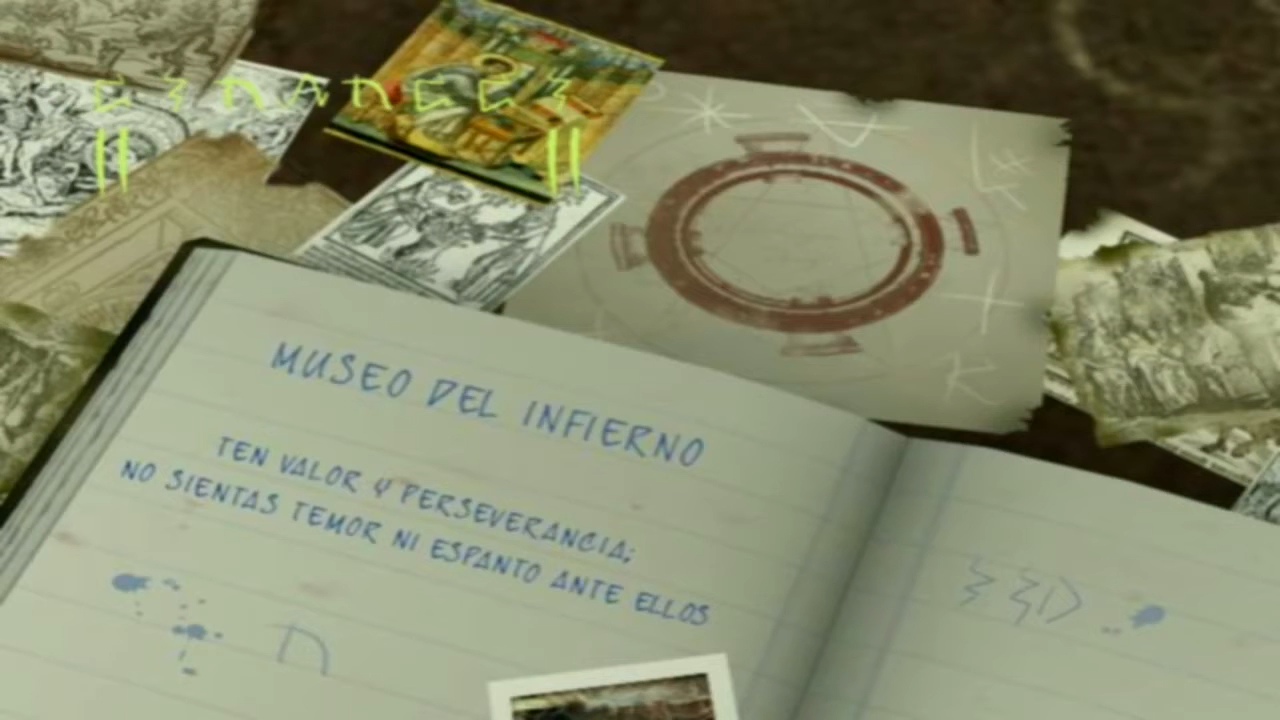 MUSEO DEL INFIERNO
TEN VALOR Y PERSEVERANCIA;
NO SIENTAS TEMOR NI ESPANTO ANTE ELLOS